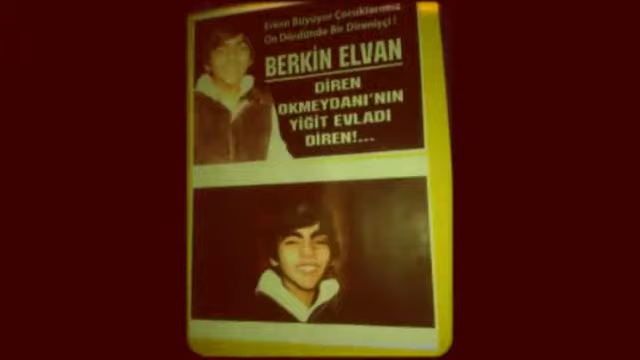 Erken Büyüyor Çocuklarımız
On Dördünde Bir Direnişçi!
BERKİN ELVAN
DİREN
OKMEYDANI'NIN
YİĞİT EVLADI
DİREN!...